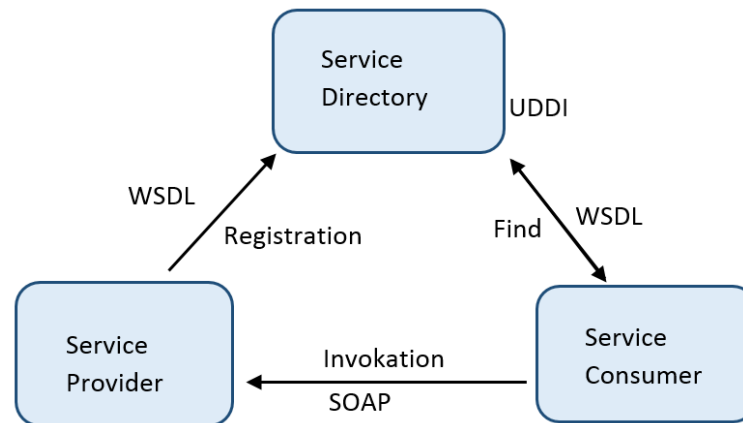 Service
Directory
UDDI
WSDL
Registration
Find
WSDL
Service
Provider
Invokation
SOAP
Service
Consumer